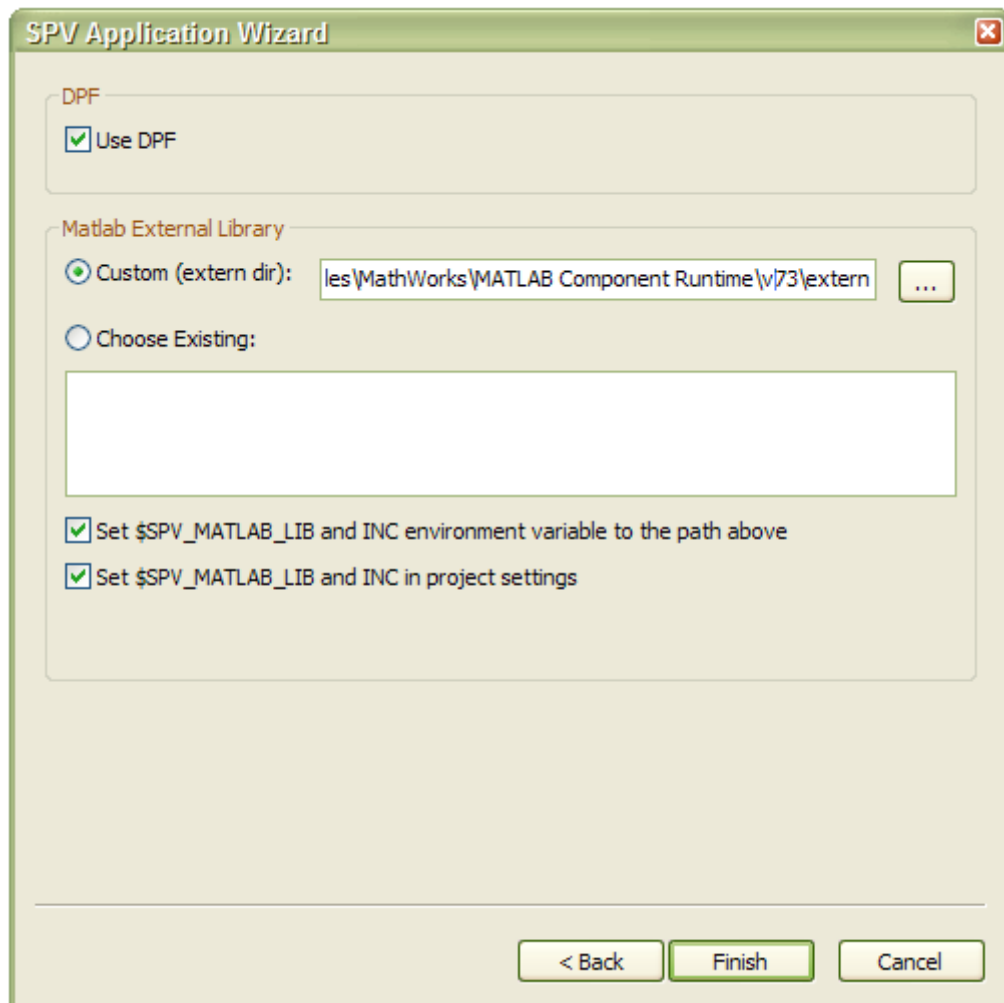 SPV Application Wizard
DPF
Use DPF
Matlab External Library
Custom (extern dir): les\MathWorks\MATLAB Component Runtime\v73\extern ...
Choose Existing:
Set $SPV_MATLAB_LIB and INC environment variable to the path above
Set $SPV_MATLAB_LIB and INC in project settings
< Back Finish Cancel